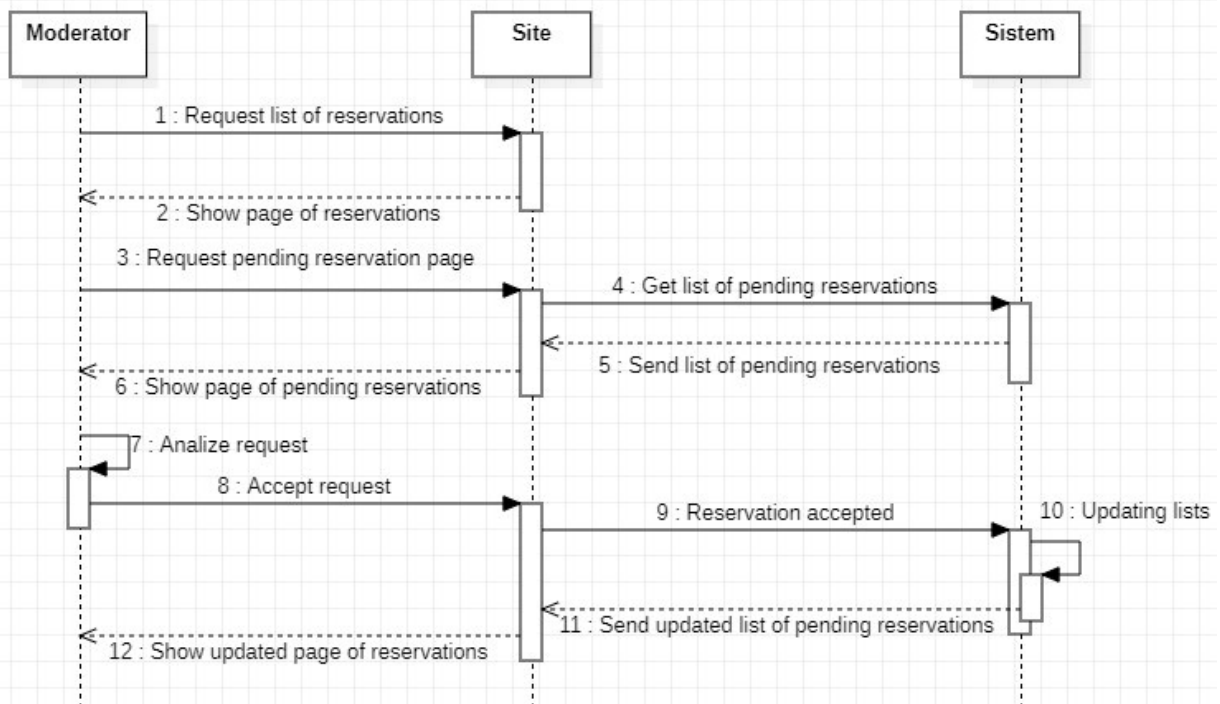 Moderator
Site
Sistem
1 : Request list of reservations
2 : Show page of reservations
3 : Request pending reservation page
4 : Get list of pending reservations
5 : Send list of pending reservations
6 : Show page of pending reservations
7 : Analize request
8 : Accept request
9 : Reservation accepted
10 : Updating lists
11 : Send updated list of pending reservations
12 : Show updated page of reservations